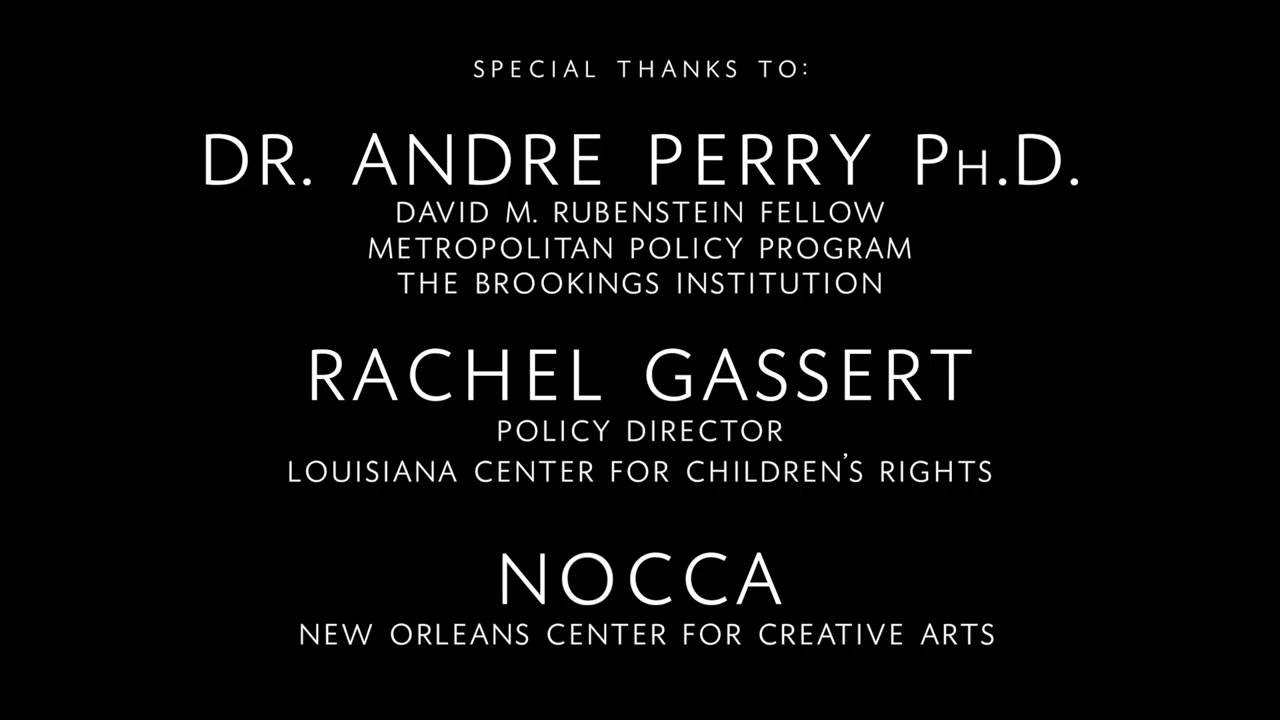 SPECIAL THANKS TO:
DR. ANDRE PERRY PH.D.
DAVID M. RUBENSTEIN FELLOW
METROPOLITAN POLICY PROGRAM
THE BROOKINGS INSTITUTION
RACHEL GASSERT
POLICY DIRECTOR
LOUISIANA CENTER FOR CHILDREN'S RIGHTS
NOCCA
NEW ORLEANS CENTER FOR CREATIVE ARTS